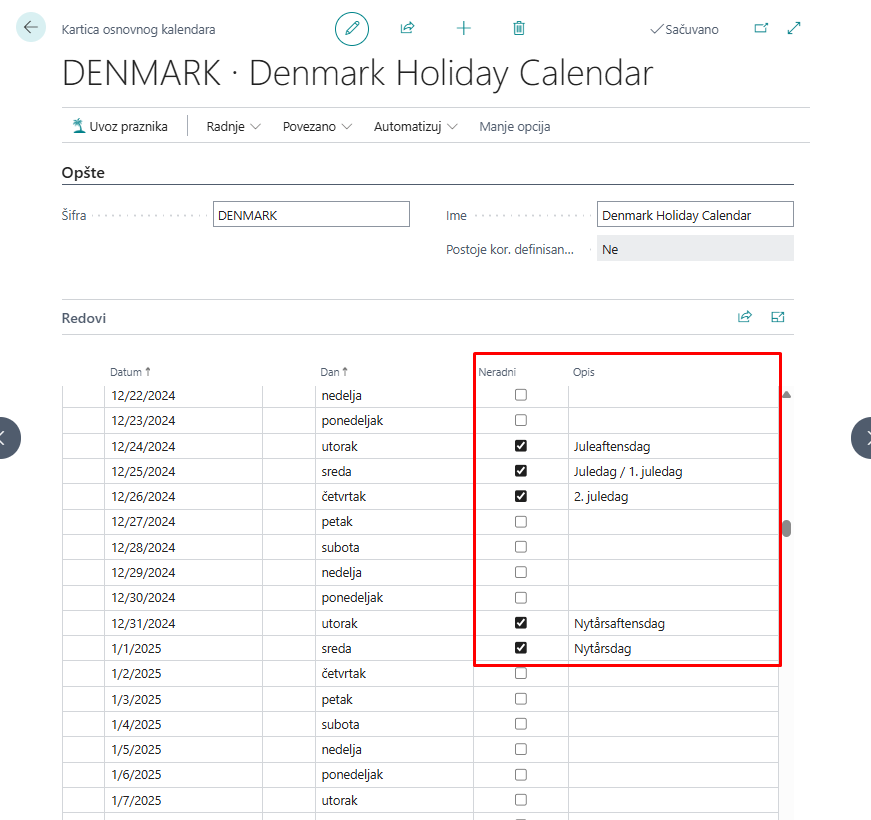 Kartica osnovnog kalendara
Sačuvano
DENMARK · Denmark Holiday Calendar
Uvoz praznika Radnje Povezano Automatizuj Manje opcija
Opšte
Šifra DENMARK Ime Denmark Holiday Calendar
Postoje kor. definisan... Ne
Redovi
Datum ↑ Dan ↑ Neradni Opis
12/22/2024 nedelja
12/23/2024 ponedeljak
12/24/2024 utorak Juleaftensdag
12/25/2024 sreda Juledag / 1. juledag
12/26/2024 četvrtak 2. juledag
12/27/2024 petak
12/28/2024 subota
12/29/2024 nedelja
12/30/2024 ponedeljak
12/31/2024 utorak Nytårsaftensdag
1/1/2025 sreda Nytårsdag
1/2/2025 četvrtak
1/3/2025 petak
1/4/2025 subota
1/5/2025 nedelja
1/6/2025 ponedeljak
1/7/2025 utorak